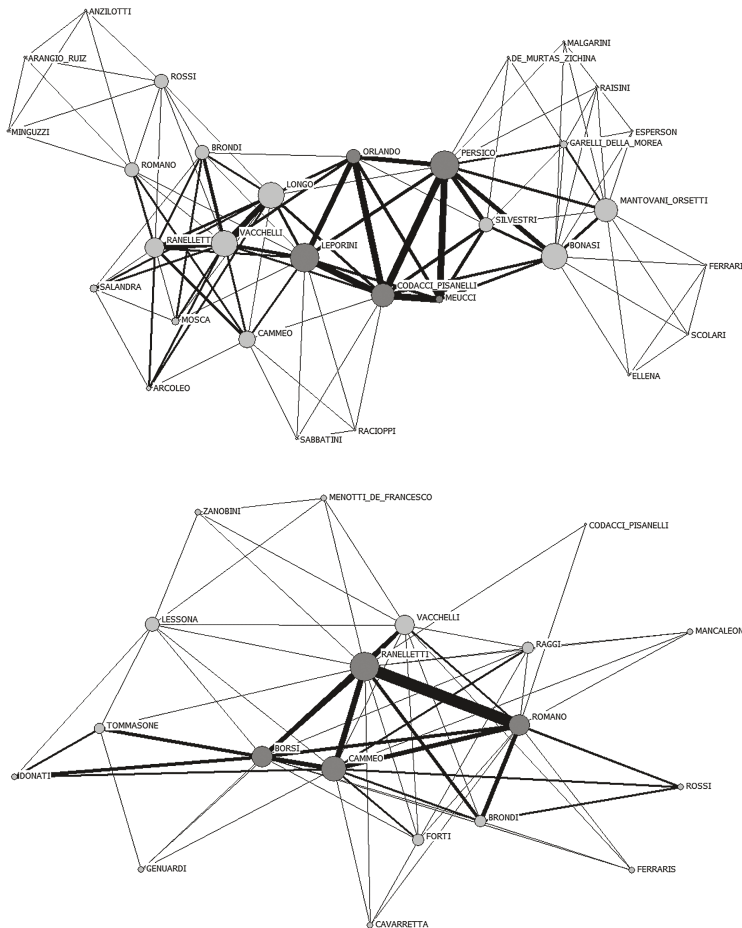 ANZILOTTI
MALGARINI
ARANGIO_RUIZ
DE_MURTAS_ZICHINA
ROSSI
RAISINI
MINGUZZI
ESPERSON
GARELLI_DELLA_MOREA
BRONDI
ORLANDO
PERSICO
ROMANO
LONGO
MANTOVANI_ORSETTI
SILVESTRI
VACCHELLI
RANELLETTI
LEPORINI
BONASI
FERRARI
SALANDRA
CODACCI_PISANELLI
MEUCCI
MOSCA
CAMMEO
SCOLARI
ELLENA
ARCOLEO
RACIOPPI
SABBATINI
MENOTTI_DE_FRANCESCO
ZANOBINI
CODACCI_PISANELLI
LESSONA
VACCHELLI
MANCALEON
RAGGI
RANELLETTI
ROMANO
TOMMASONE
BORSI
CAMMEO
DONATI
ROSSI
BRONDI
FORTI
GENUARDI
FERRARIS
CAVARRETTA